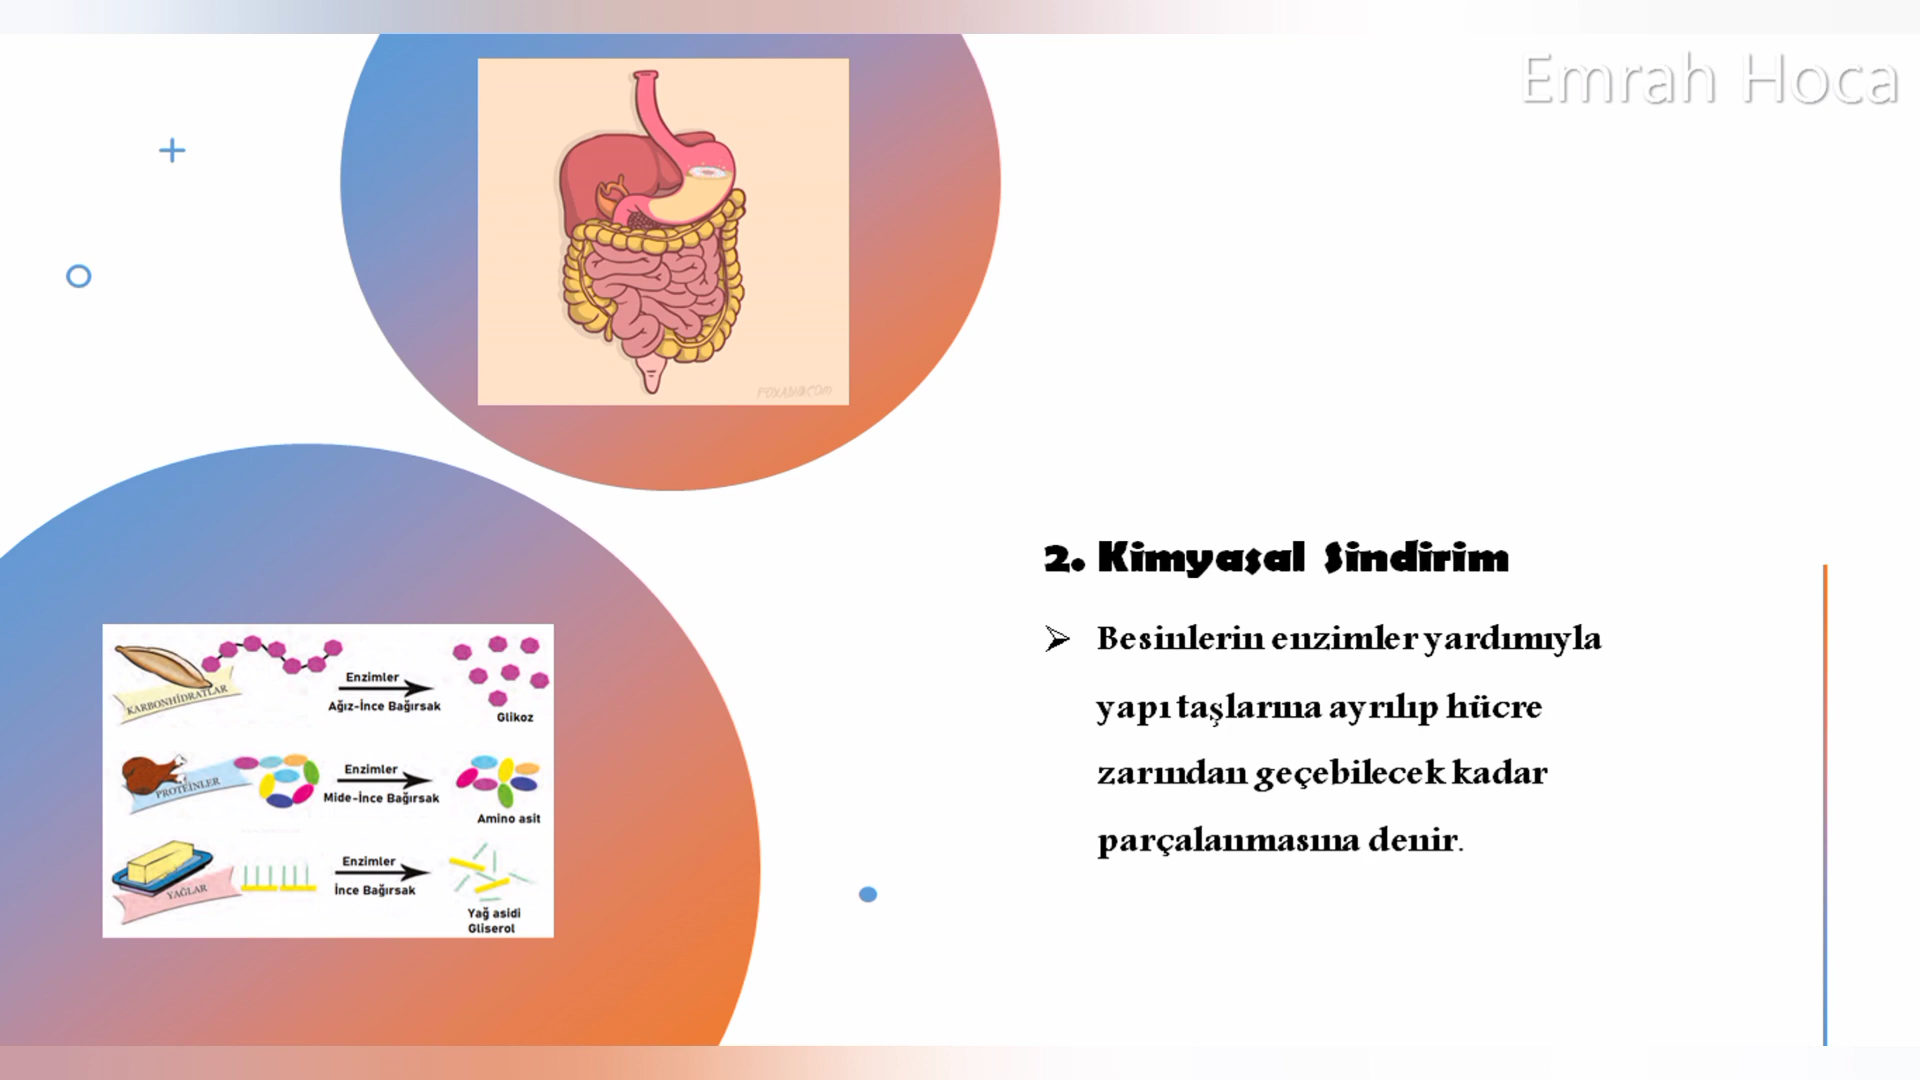 Emrah Hoca
FOXADHD.COM
2. Kimyasal Sindirim
Besinlerin enzimler yardımıyla
yapı taşlarına ayrılıp hücre
zarından geçebilecek kadar
parçalanmasına denir.
KARBONHİDRATLAR
Enzimler
Ağız-İnce Bağırsak
Glikoz
PROTEİNLER
Enzimler
Mide-İnce Bağırsak
Amino asit
YAĞLAR
Enzimler
İnce Bağırsak
Yağ asidi
Gliserol